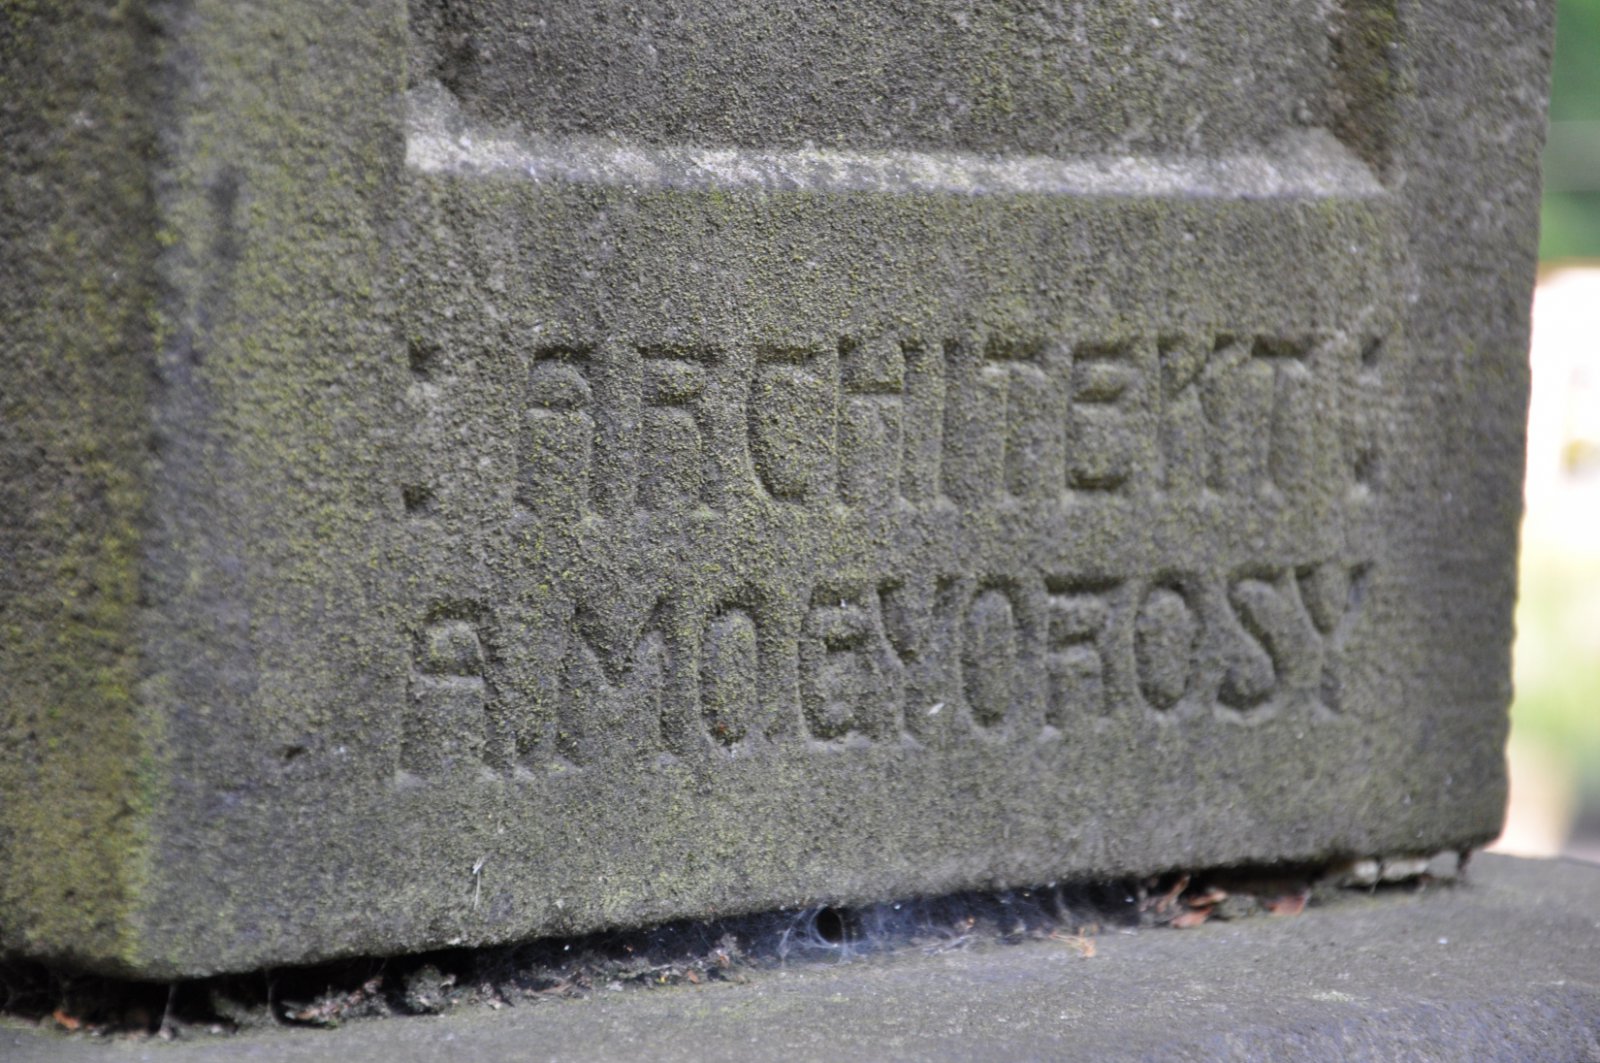 : ARCHITEKT :
A MOGYOROSY